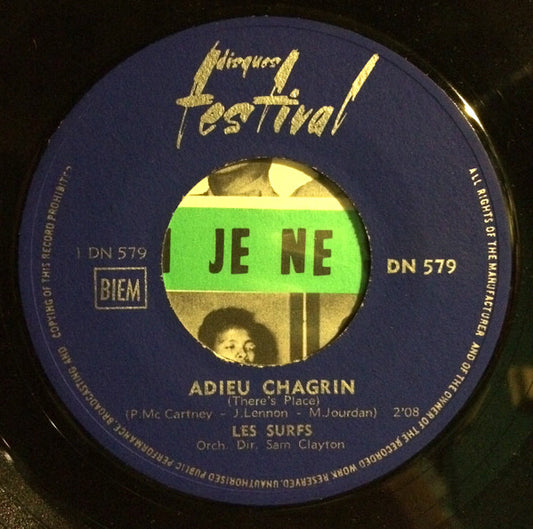 disques
festival
JE NE
1 DN 579
BIEM
DN 579
ADIEU CHAGRIN
(There's Place)
(P.Mc Cartney - J.Lennon - M.Jourdan) 2'08
LES SURFS
Orch. Dir. Sam Clayton
ALL RIGHTS OF THE MANUFACTURER AND OF THE OWNER OF THE RECORDED WORK RESERVED. UNAUTHORISED PUBLIC PERFORMANCE, BROADCASTING AND COPYING OF THIS RECORD PROHIBITED